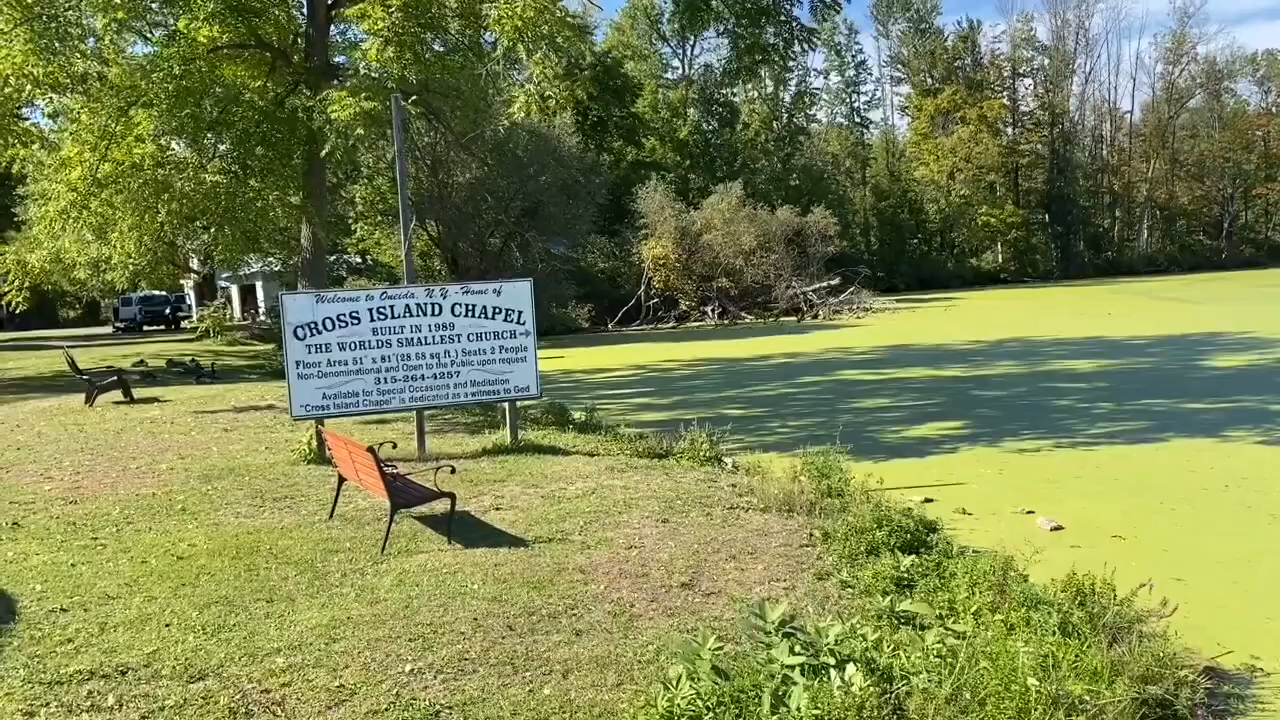 Welcome to Oneida, N.Y. - Home of
CROSS ISLAND CHAPEL
BUILT IN 1989
THE WORLDS SMALLEST CHURCH →
Floor Area 51" x 81" (28.68 sq.ft.) Seats 2 People
Non-Denominational and Open to the Public upon request
315-264-4257
Available for Special Occasions and Meditation
"Cross Island Chapel" is dedicated as a witness to God